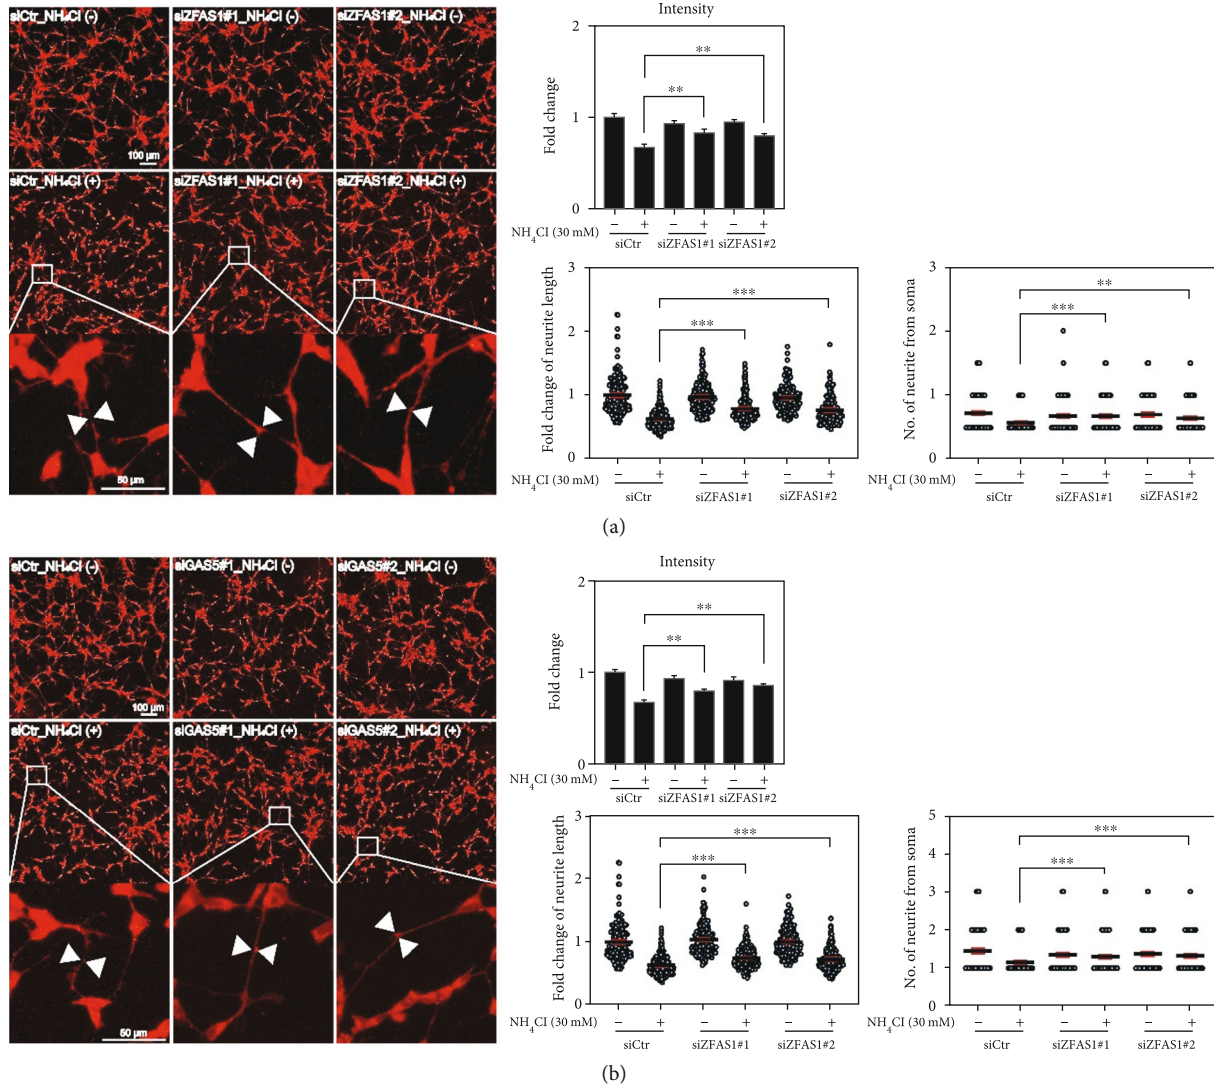 siCtr_NH₄Cl (-) siZFAS1#1_NH₄Cl (-) siZFAS1#2_NH₄Cl (-)
100 µm
siCtr_NH₄Cl (+) siZFAS1#1_NH₄Cl (+) siZFAS1#2_NH₄Cl (+)
50 µm
Intensity
Fold change
2
1
0
**
**
NH₄CI (30 mM) − + − + − +
siCtr siZFAS1#1 siZFAS1#2
Fold change of neurite length
3
2
1
0
***
***
NH₄CI (30 mM) − + − + − +
siCtr siZFAS1#1 siZFAS1#2
No. of neurite from soma
3
2
1
0
**
***
NH₄CI (30 mM) − + − + − +
siCtr siZFAS1#1 siZFAS1#2
(a)
siCtr_NH₄Cl (-) siGAS5#1_NH₄Cl (-) siGAS5#2_NH₄Cl (-)
100 µm
siCtr_NH₄Cl (+) siGAS5#1_NH₄Cl (+) siGAS5#2_NH₄Cl (+)
50 µm
Intensity
Fold change
2
1
0
**
**
NH₄CI (30 mM) − + − + − +
siCtr siZFAS1#1 siZFAS1#2
Fold change of neurite length
3
2
1
0
***
***
NH₄CI (30 mM) − + − + − +
siCtr siZFAS1#1 siZFAS1#2
No. of neurite from soma
5
4
3
2
1
0
***
***
NH₄CI (30 mM) − + − + − +
siCtr siZFAS1#1 siZFAS1#2
(b)